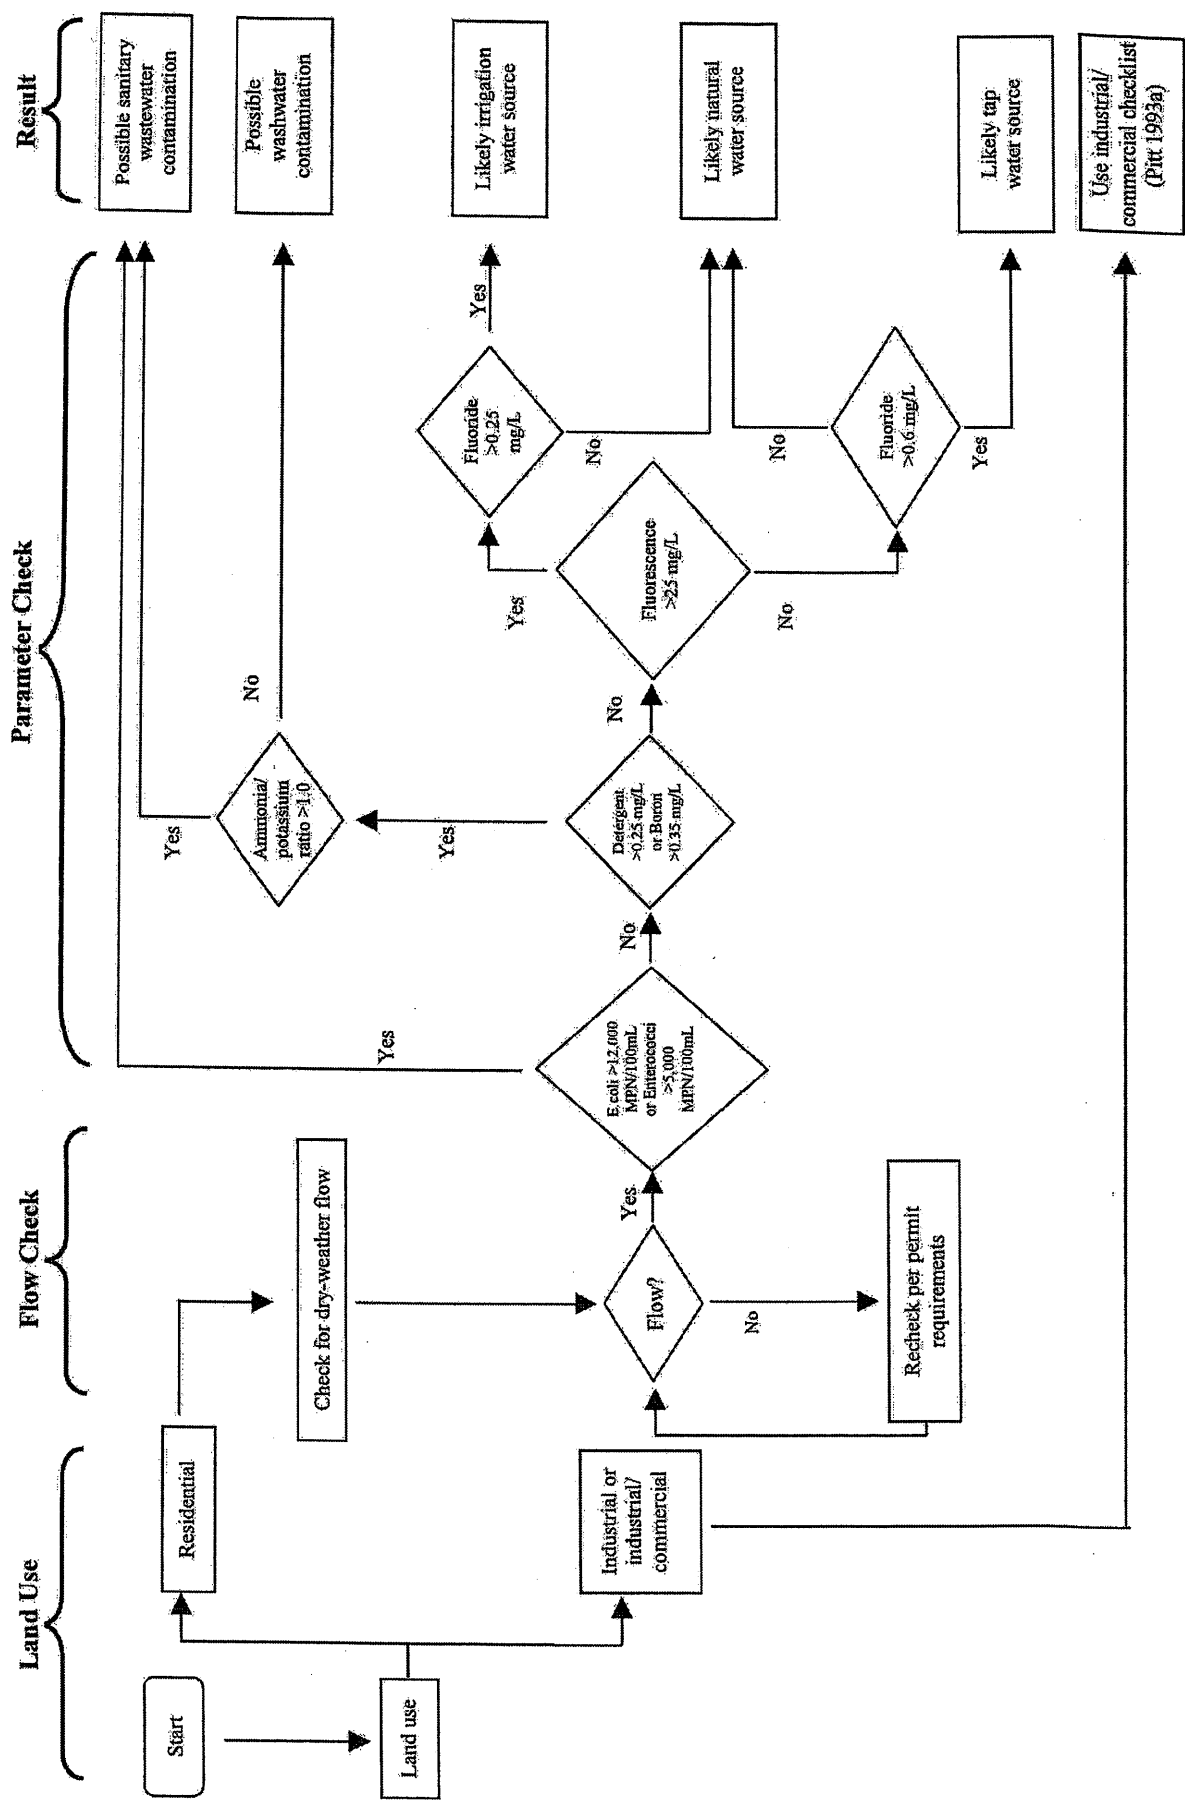 Land Use
Flow Check
Parameter Check
Result
Start
Land use
Residential
Industrial or
industrial/
commercial
Check for dry-weather flow
Flow?
Yes
No
Recheck per permit
requirements
E.coli >12,000
MPN/100mL
or Enterococci
>5,000
MPN/100mL
Yes
No
Detergent
>0.25 mg/L
or Boron
>0.35 mg/L
Yes
No
Ammonia/
potassium
ratio >1.0
Yes
No
Fluorescence
>25 mg/L
Yes
No
Fluoride
>0.25
mg/L
Yes
No
Fluoride
>0.6 mg/L
No
Yes
Possible sanitary
wastewater
contamination
Possible
washwater
contamination
Likely irrigation
water source
Likely natural
water source
Likely tap
water source
Use industrial/
commercial checklist
(Pitt 1993a)